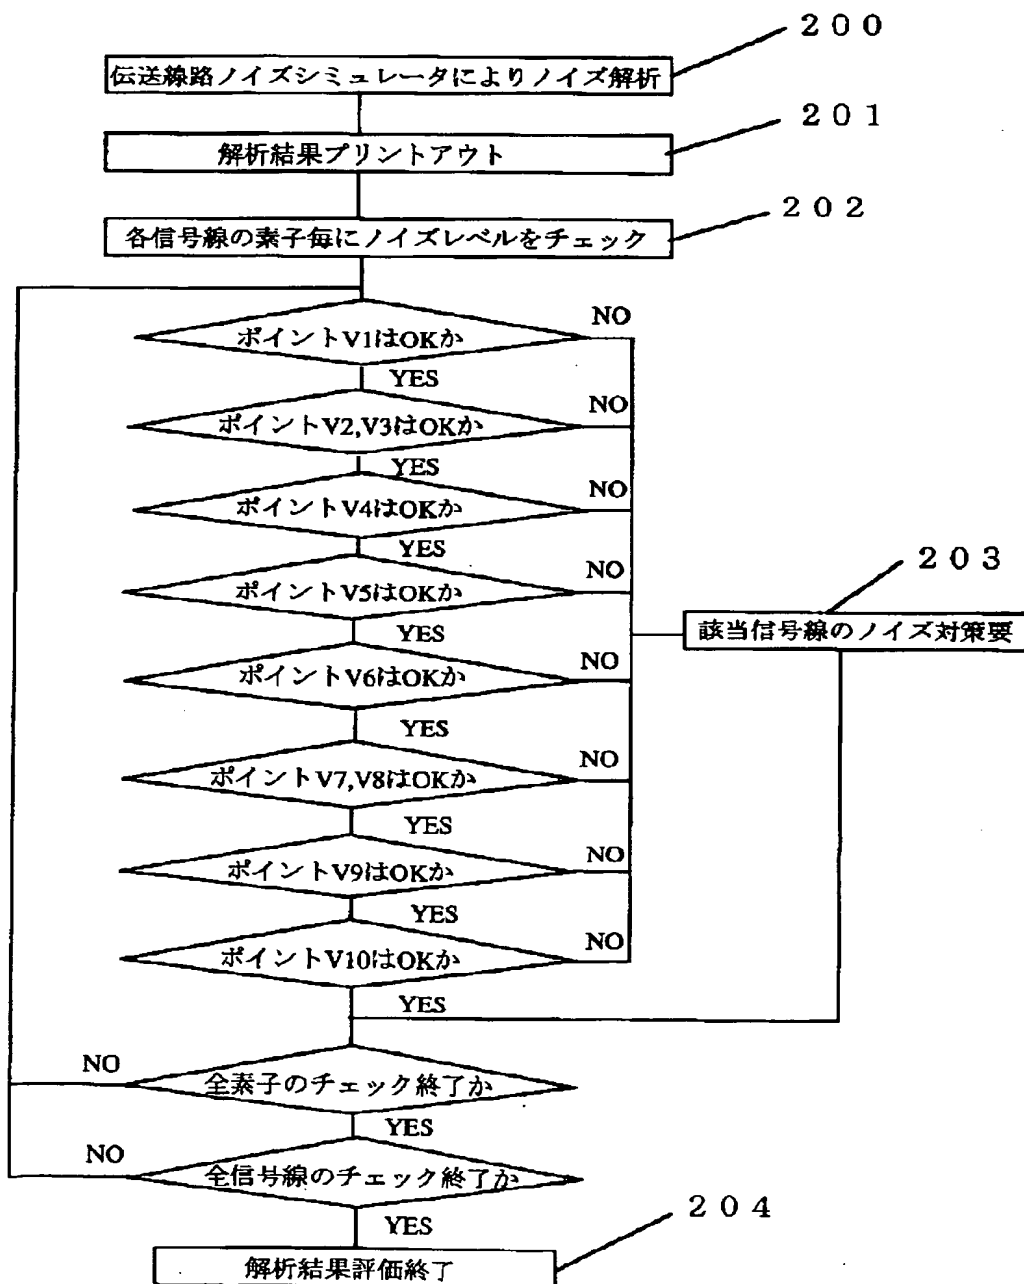 ２００
伝送線路ノイズシミュレータによりノイズ解析
２０１
解析結果プリントアウト
２０２
各信号線の素子毎にノイズレベルをチェック
NO
ポイントV1はOKか
YES
NO
ポイントV2,V3はOKか
YES
NO
ポイントV4はOKか
YES
NO
ポイントV5はOKか
２０３
該当信号線のノイズ対策要
YES
NO
ポイントV6はOKか
YES
NO
ポイントV7,V8はOKか
YES
NO
ポイントV9はOKか
YES
NO
ポイントV10はOKか
YES
NO
全素子のチェック終了か
YES
NO
全信号線のチェック終了か
２０４
YES
解析結果評価終了